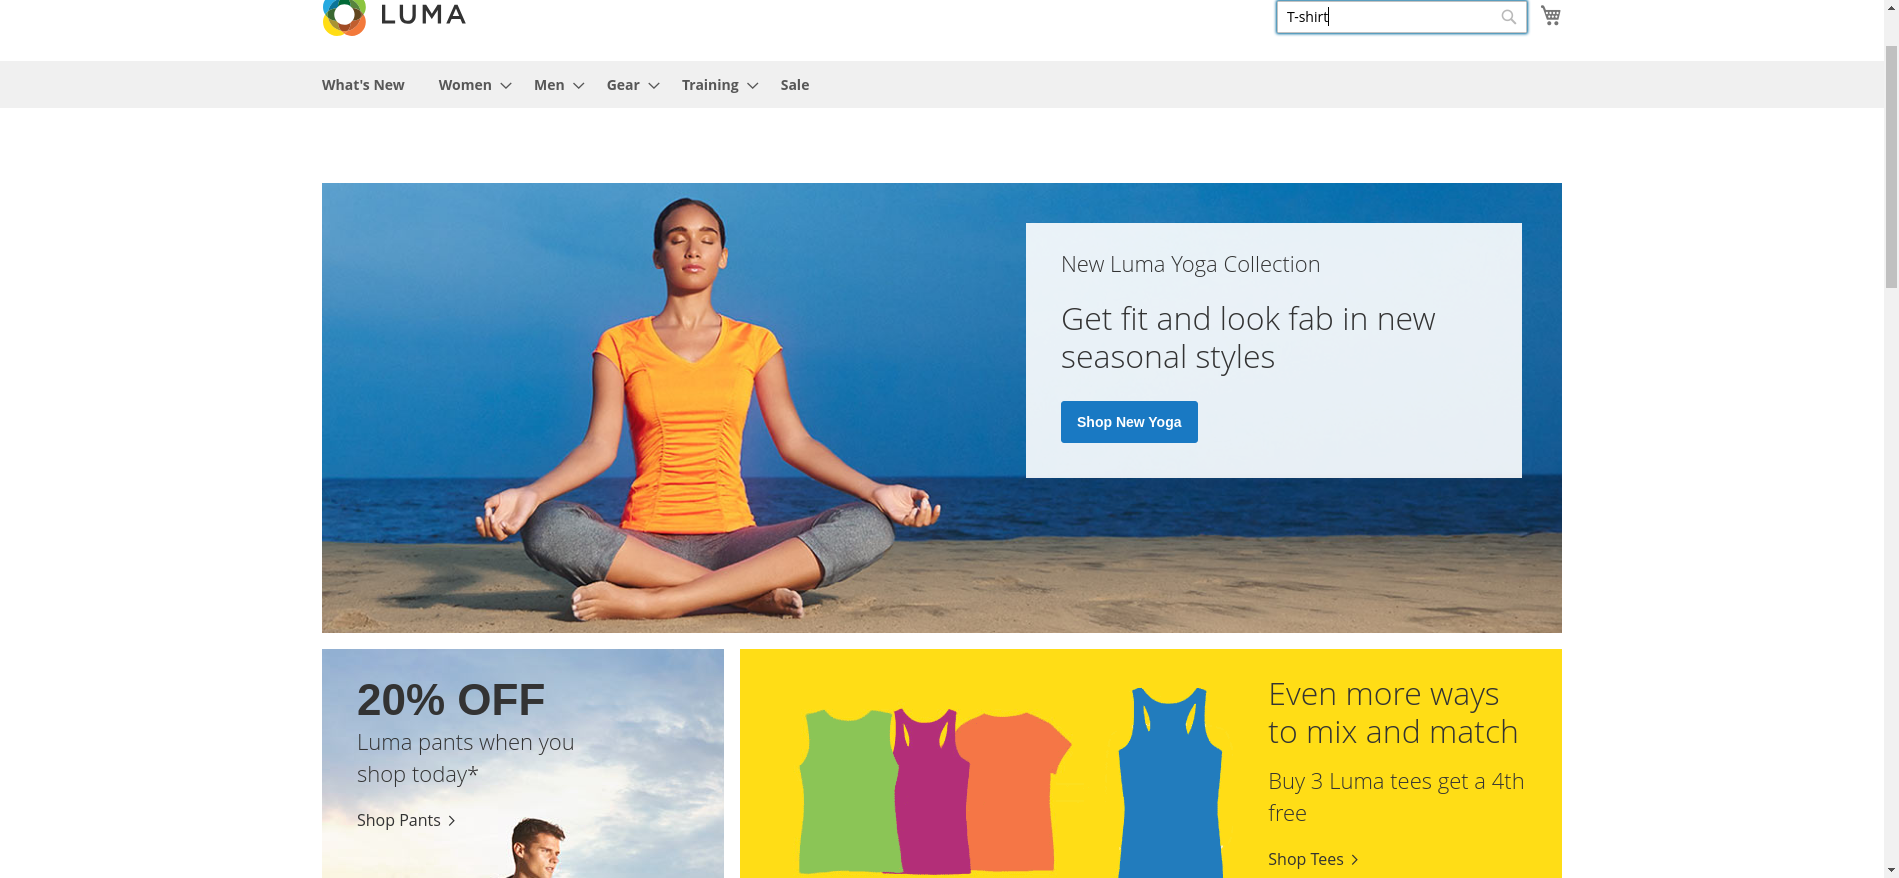 LUMA
T-shirt
What's New Women Men Gear Training Sale
New Luma Yoga Collection
Get fit and look fab in new
seasonal styles
Shop New Yoga
20% OFF
Luma pants when you
shop today*
Shop Pants
Even more ways
to mix and match
Buy 3 Luma tees get a 4th
free
Shop Tees